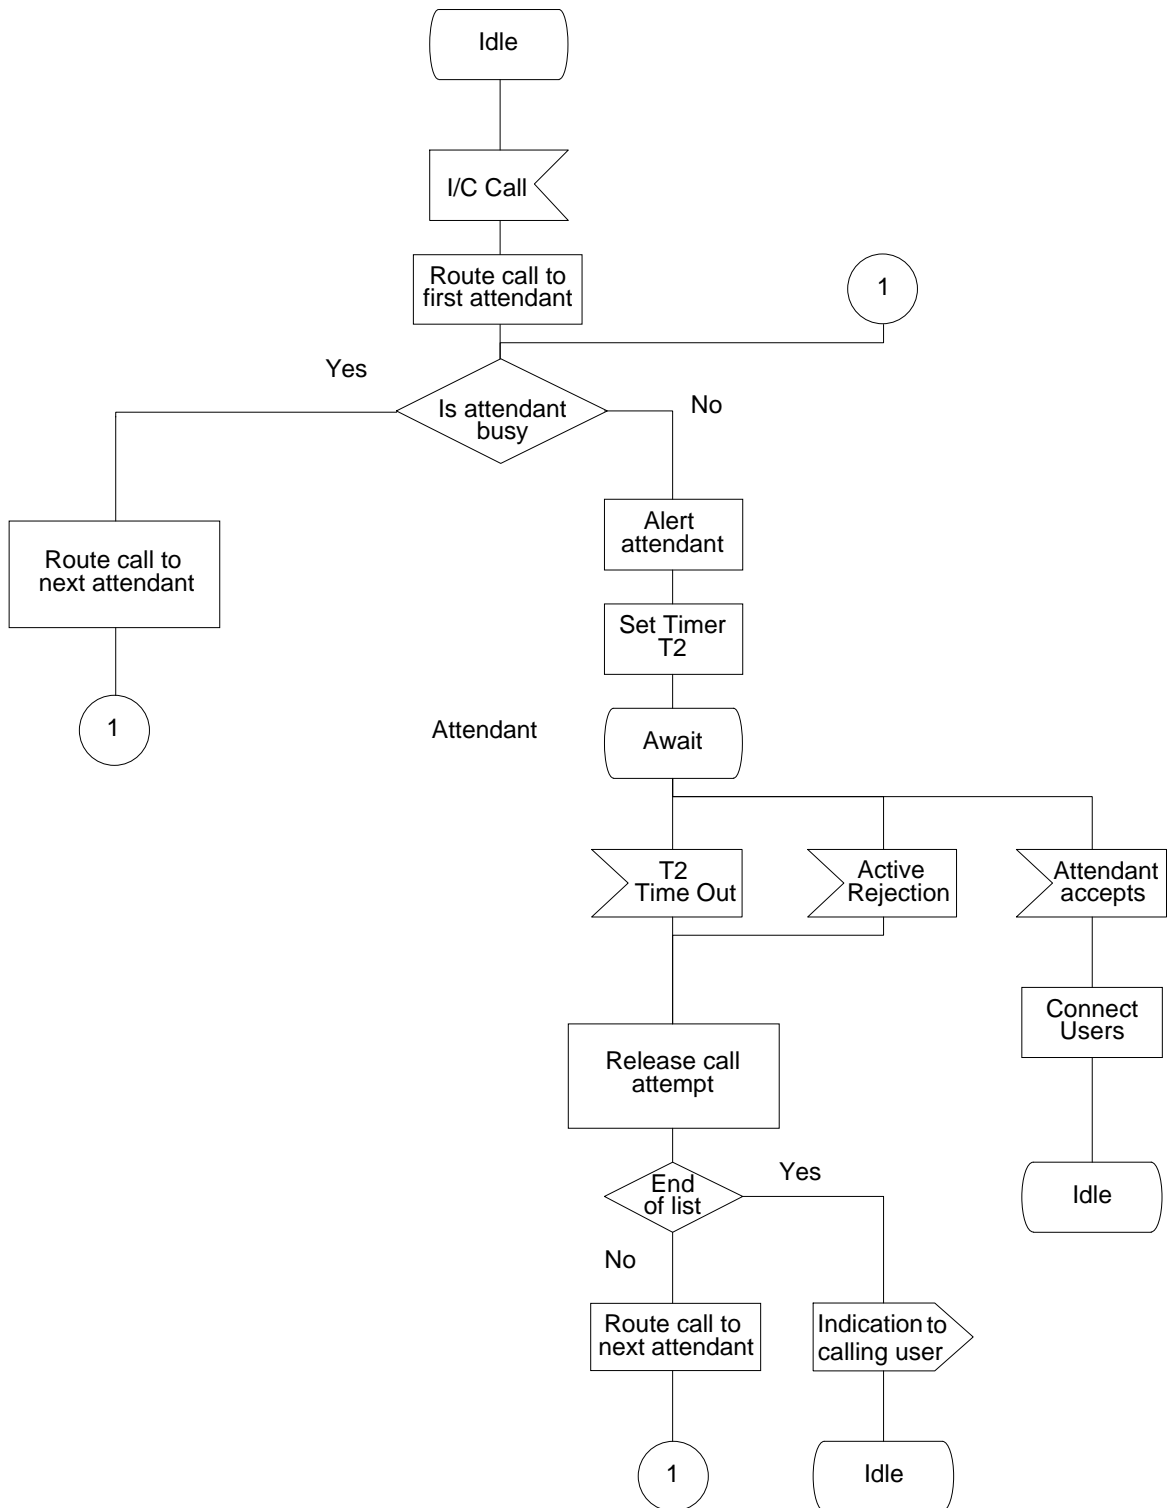 Idle
I/C Call
Route call to
first attendant
1
Yes
Is attendant
busy
No
Alert
attendant
Route call to
next attendant
Set Timer
T2
1
Attendant
Await
T2
Time Out
Active
Rejection
Attendant
accepts
Connect
Users
Release call
attempt
End
of list
Yes
Idle
No
Route call to
next attendant
Indication to
calling user
1
Idle